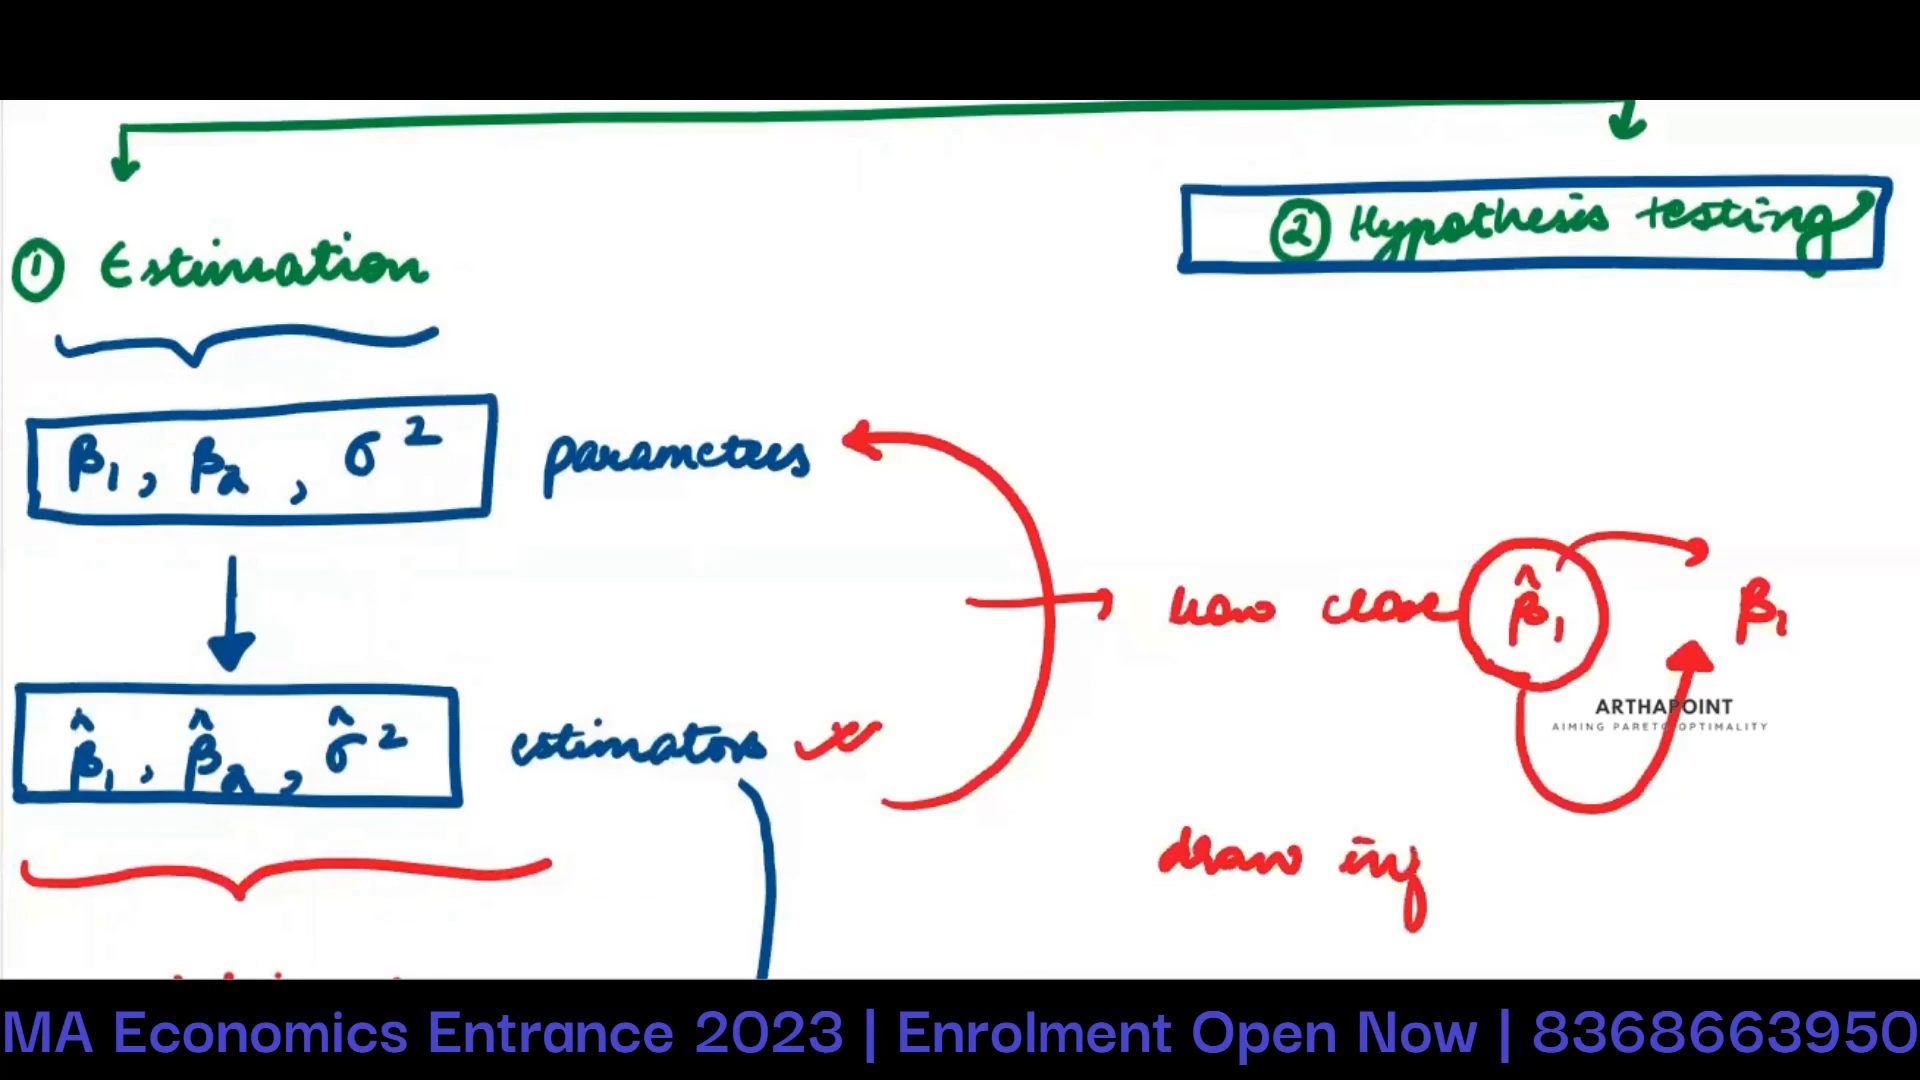 ② Hypothesis testing
① Estimation
β₁, β₂, σ² parameters
how close β̂₁ β₁
β̂₁, β̂₂, σ̂² estimators
ARTHAPOINT
AIMING PARETO OPTIMALITY
draw inf
MA Economics Entrance 2023 | Enrolment Open Now | 8368663950